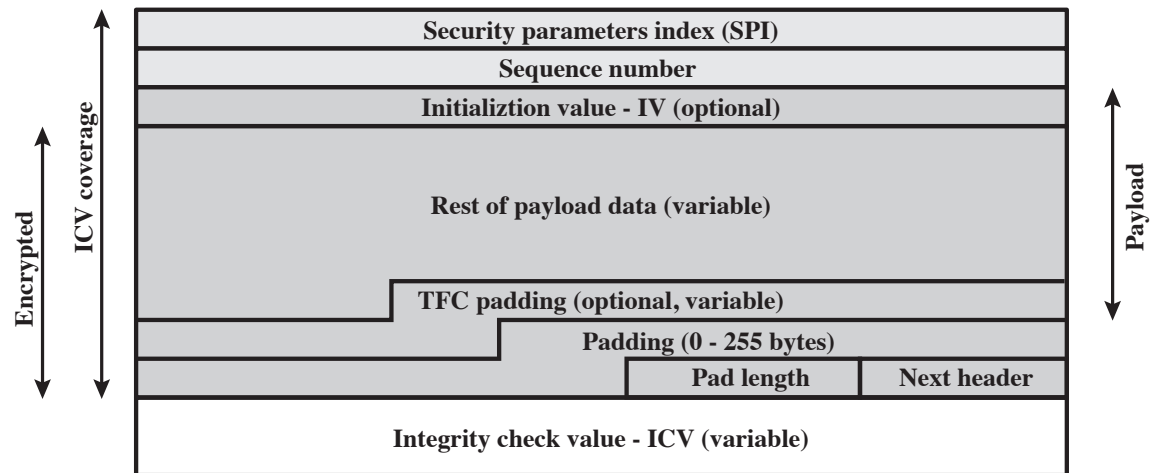 Security parameters index (SPI)
Sequence number
Initializtion value - IV (optional)
Rest of payload data (variable)
TFC padding (optional, variable)
Padding (0 - 255 bytes)
Pad length
Next header
Integrity check value - ICV (variable)
Encrypted
ICV coverage
Payload